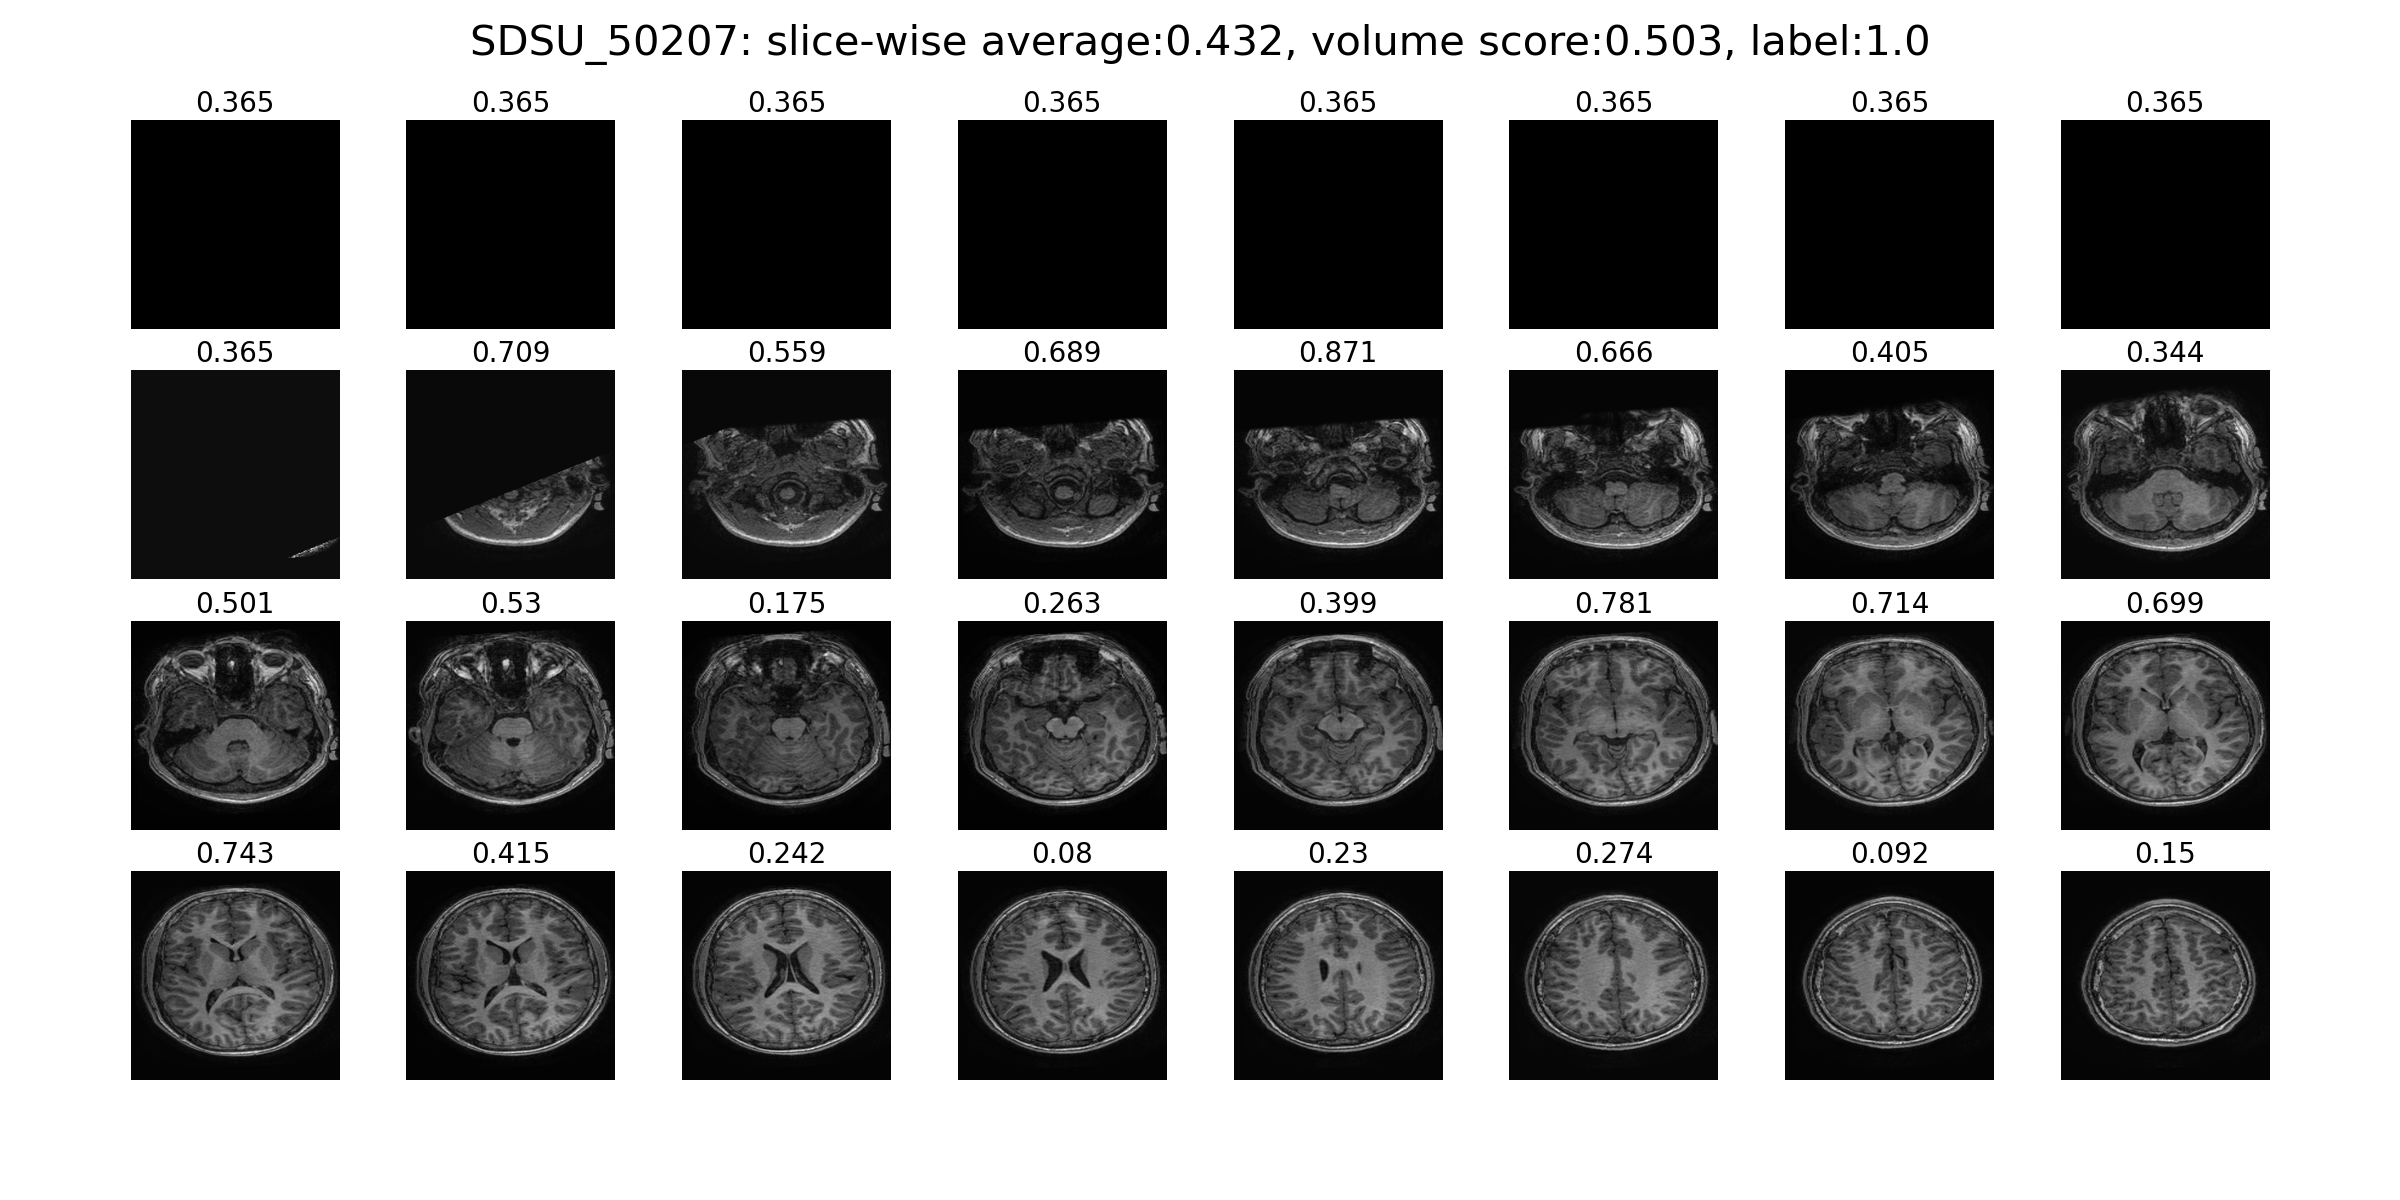 SDSU_50207: slice-wise average:0.432, volume score:0.503, label:1.0
0.365 0.365 0.365 0.365 0.365 0.365 0.365 0.365
0.365 0.709 0.559 0.689 0.871 0.666 0.405 0.344
0.501 0.53 0.175 0.263 0.399 0.781 0.714 0.699
0.743 0.415 0.242 0.08 0.23 0.274 0.092 0.15